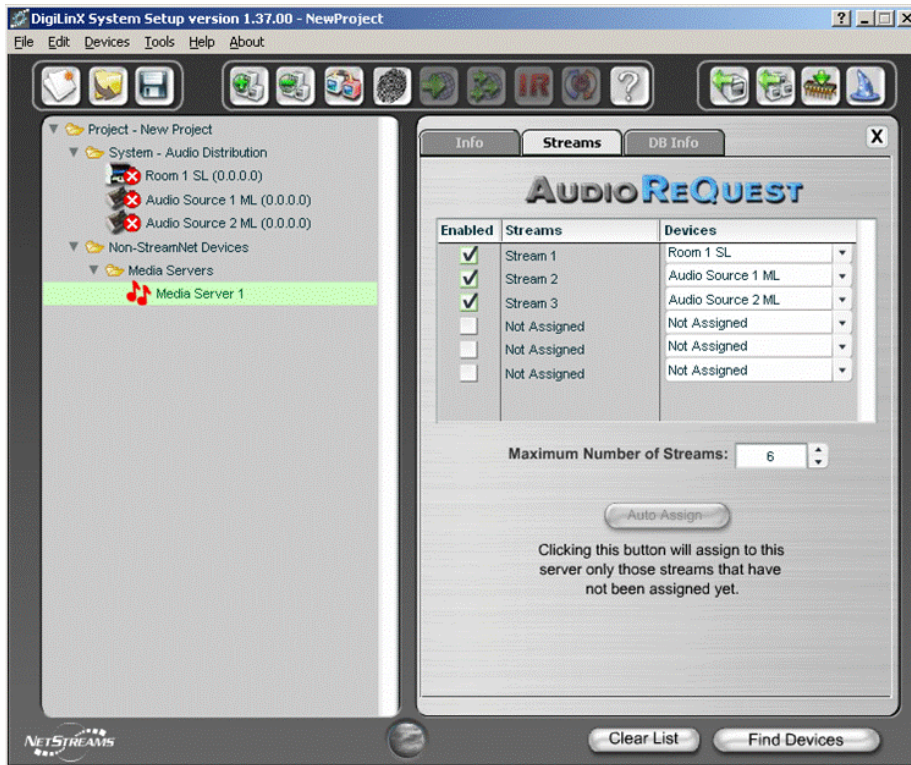 DigiLinX System Setup version 1.37.00 - NewProject
File Edit Devices Tools Help About
IR
Project - New Project
System - Audio Distribution
Room 1 SL (0.0.0.0)
Audio Source 1 ML (0.0.0.0)
Audio Source 2 ML (0.0.0.0)
Non-StreamNet Devices
Media Servers
Media Server 1
Info Streams DB Info X
AUDIOREQUEST
Enabled Streams Devices
Stream 1 Room 1 SL
Stream 2 Audio Source 1 ML
Stream 3 Audio Source 2 ML
Not Assigned Not Assigned
Not Assigned Not Assigned
Not Assigned Not Assigned
Maximum Number of Streams: 6
Auto Assign
Clicking this button will assign to this
server only those streams that have
not been assigned yet.
NETSTREAMS
Clear List Find Devices